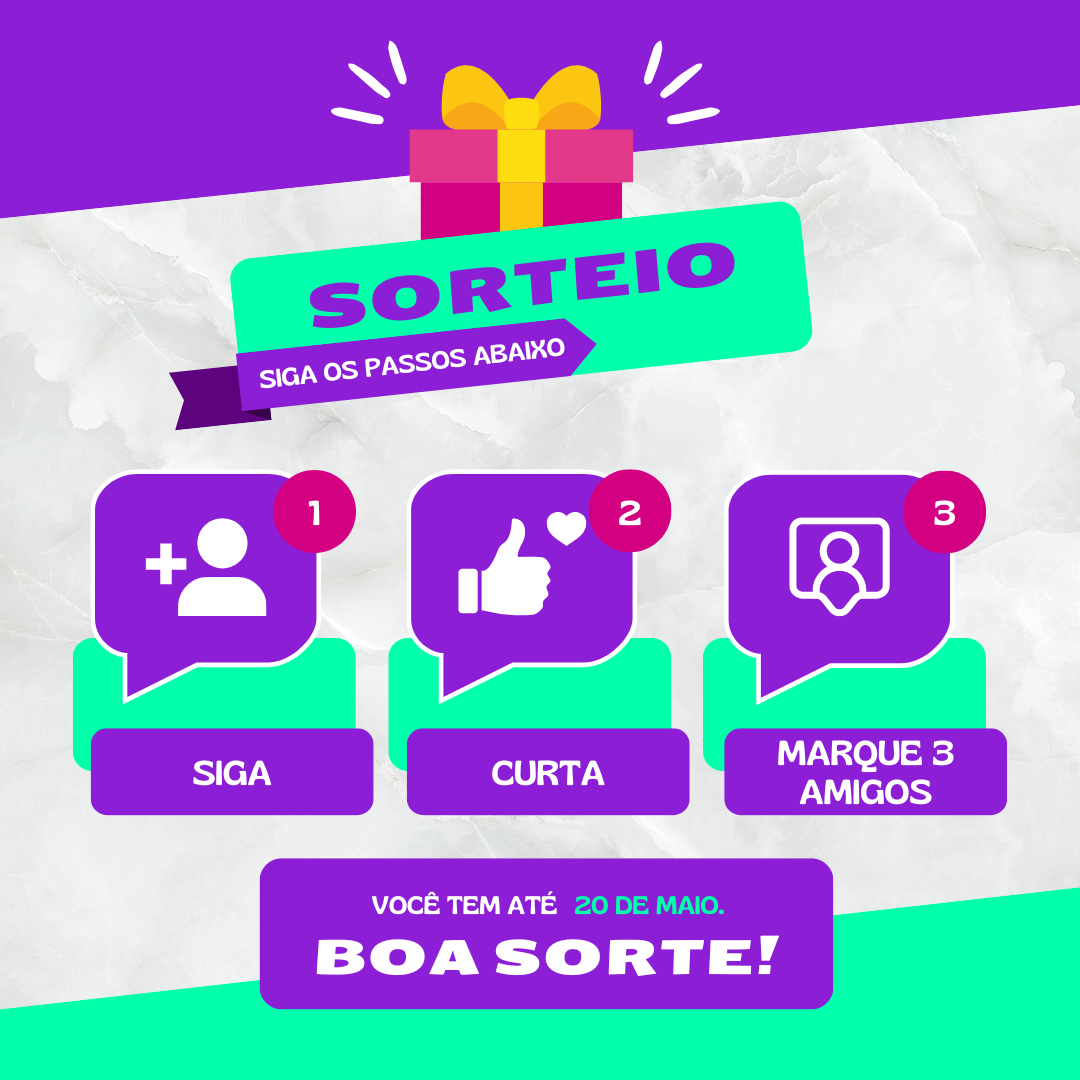 SORTEIO
SIGA OS PASSOS ABAIXO
1
2
3
SIGA
CURTA
MARQUE 3
AMIGOS
VOCÊ TEM ATÉ 20 DE MAIO.
BOA SORTE!